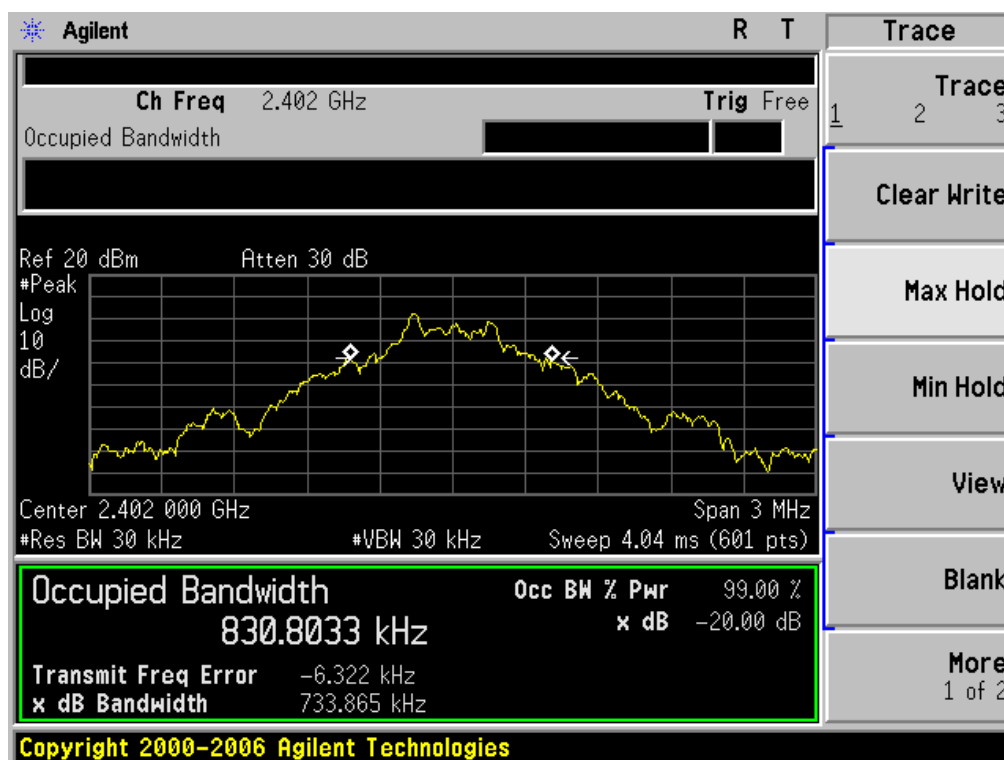 Agilent R T Trace
Ch Freq 2.402 GHz Trig Free
Trace
1 2 3
Occupied Bandwidth
Clear Write
Ref 20 dBm Atten 30 dB
#Peak
Log
10
dB/
Max Hold
Min Hold
View
Center 2.402 000 GHz Span 3 MHz
#Res BW 30 kHz #VBW 30 kHz Sweep 4.04 ms (601 pts)
Occupied Bandwidth Occ BW % Pwr 99.00 %
830.8033 kHz x dB -20.00 dB
Blank
Transmit Freq Error -6.322 kHz
x dB Bandwidth 733.865 kHz
More
1 of 2
Copyright 2000-2006 Agilent Technologies